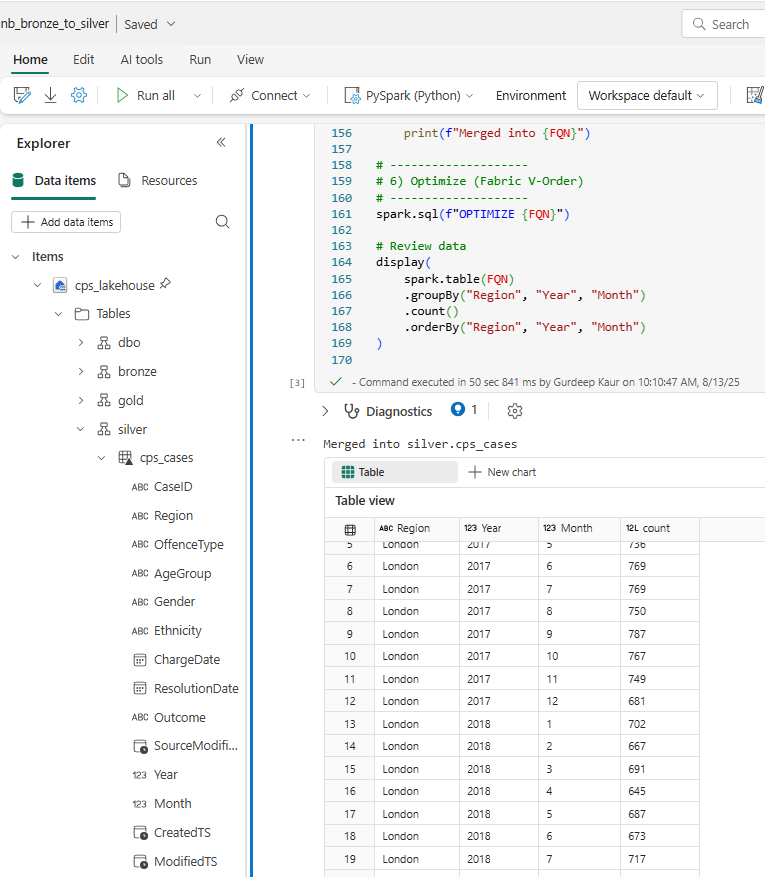 nb_bronze_to_silver Saved
Search
Home Edit AI tools Run View
Run all Connect PySpark (Python) Environment Workspace default
Explorer
Data items Resources
Add data items
Items
cps_lakehouse
Tables
dbo
bronze
gold
silver
cps_cases
ABC CaseID
ABC Region
ABC OffenceType
ABC AgeGroup
ABC Gender
ABC Ethnicity
ChargeDate
ResolutionDate
ABC Outcome
SourceModifi...
123 Year
123 Month
CreatedTS
ModifiedTS
156 print(f"Merged into {FQN}")
157
158 # --------------------
159 # 6) Optimize (Fabric V-Order)
160 # --------------------
161 spark.sql(f"OPTIMIZE {FQN}")
162
163 # Review data
164 display(
165 spark.table(FQN)
166 .groupBy("Region", "Year", "Month")
167 .count()
168 .orderBy("Region", "Year", "Month")
169 )
170
[3] - Command executed in 50 sec 841 ms by Gurdeep Kaur on 10:10:47 AM, 8/13/25
Diagnostics 1
Merged into silver.cps_cases
Table New chart
Table view
ABC Region 123 Year 123 Month 12L count
5 London 2017 5 736
6 London 2017 6 769
7 London 2017 7 769
8 London 2017 8 750
9 London 2017 9 787
10 London 2017 10 767
11 London 2017 11 749
12 London 2017 12 681
13 London 2018 1 702
14 London 2018 2 667
15 London 2018 3 691
16 London 2018 4 645
17 London 2018 5 687
18 London 2018 6 673
19 London 2018 7 717